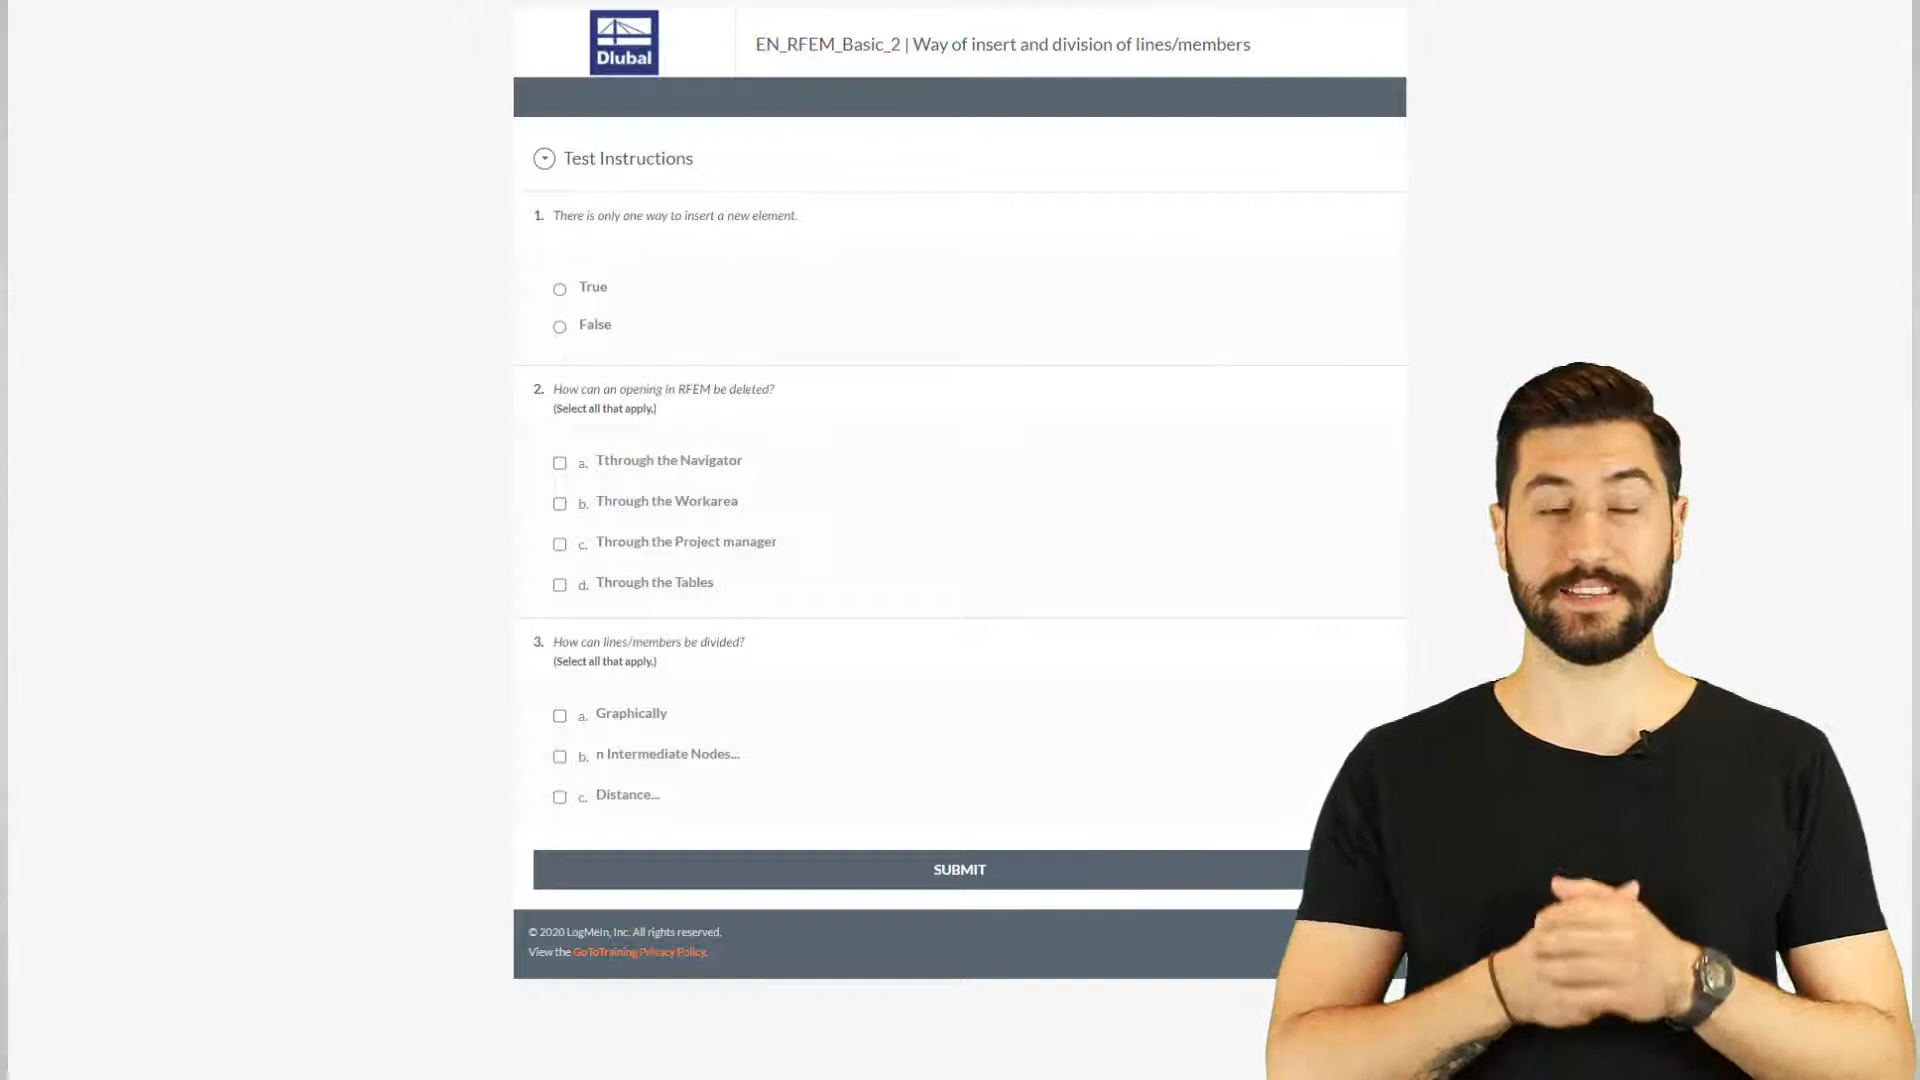 Dlubal
EN_RFEM_Basic_2 | Way of insert and division of lines/members
Test Instructions
1. There is only one way to insert a new element.
True
False
2. How can an opening in RFEM be deleted?
(Select all that apply.)
a. Tthrough the Navigator
b. Through the Workarea
c. Through the Project manager
d. Through the Tables
3. How can lines/members be divided?
(Select all that apply.)
a. Graphically
b. n Intermediate Nodes...
c. Distance...
SUBMIT
© 2020 LogMeIn, Inc. All rights reserved.
View the GoToTraining Privacy Policy.